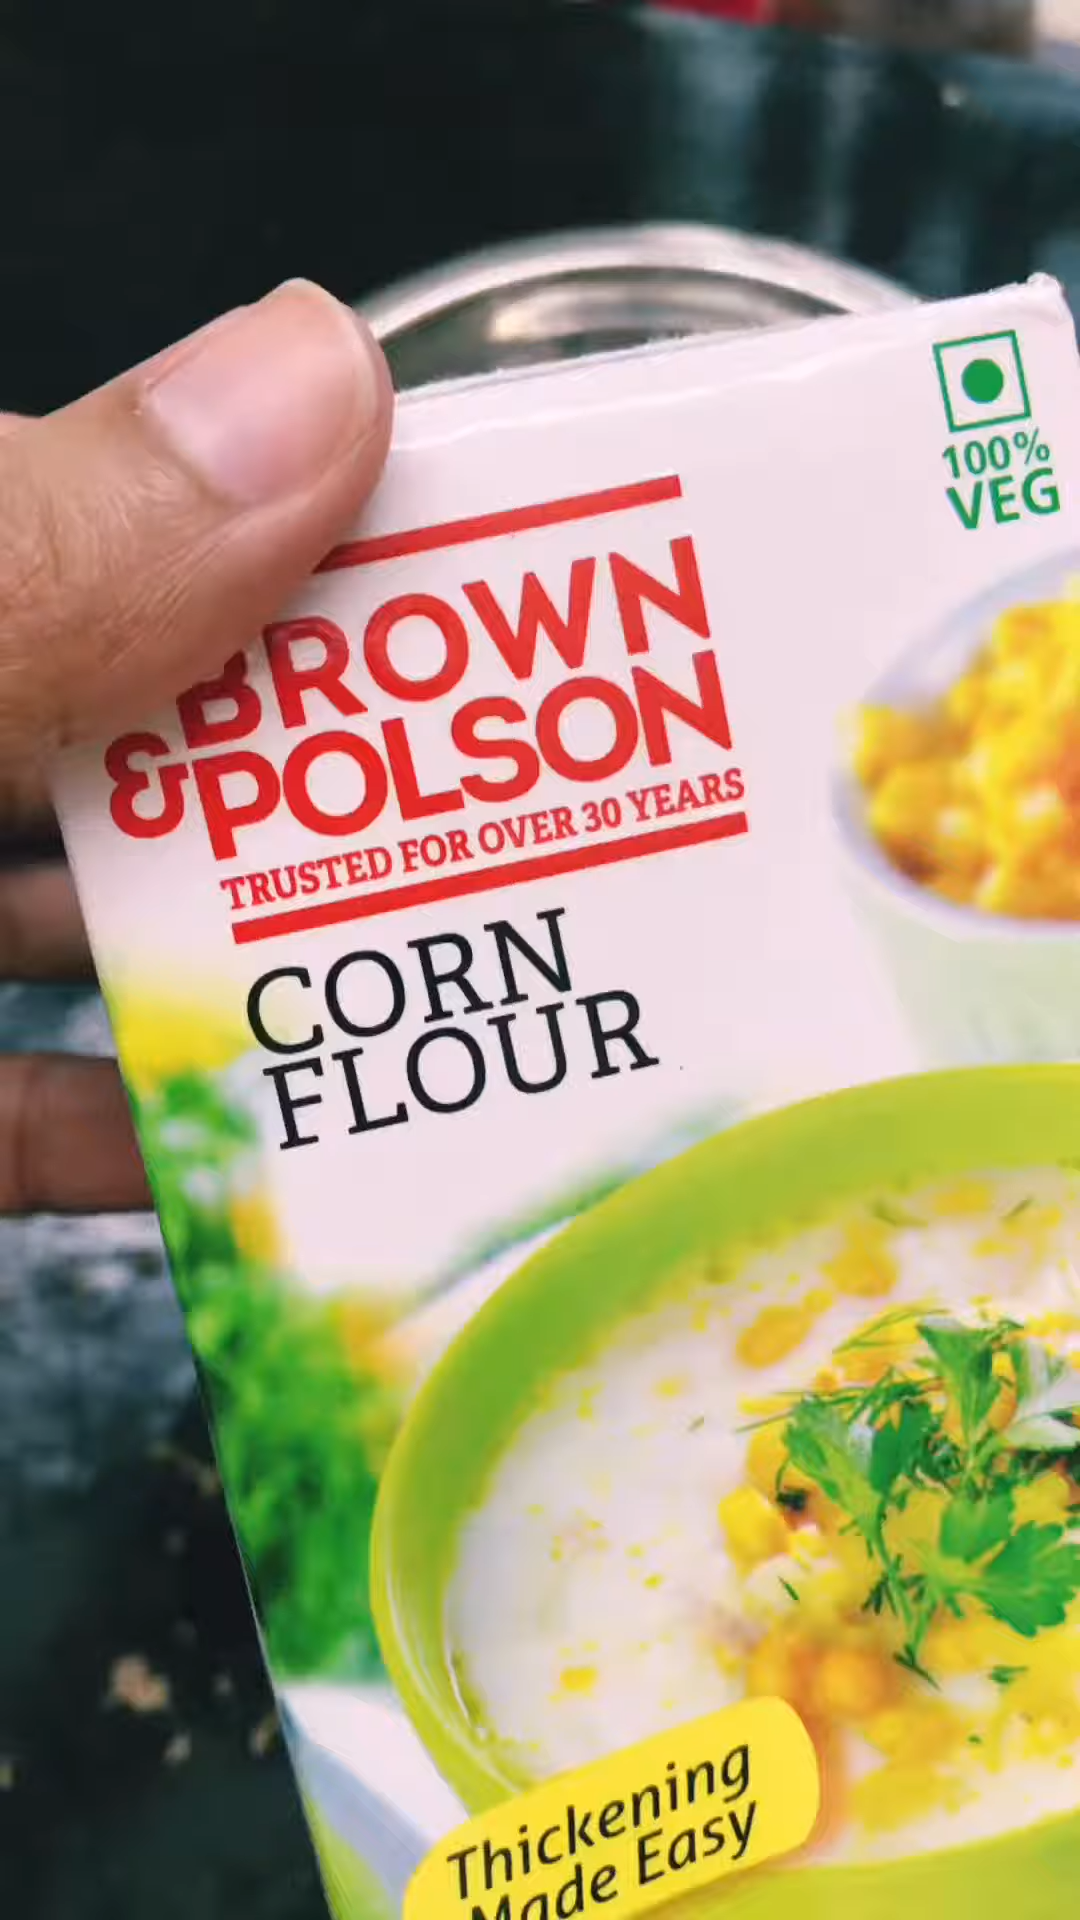 100%
VEG
BROWN
&POLSON
TRUSTED FOR OVER 30 YEARS
CORN
FLOUR
Thickening
Made Easy